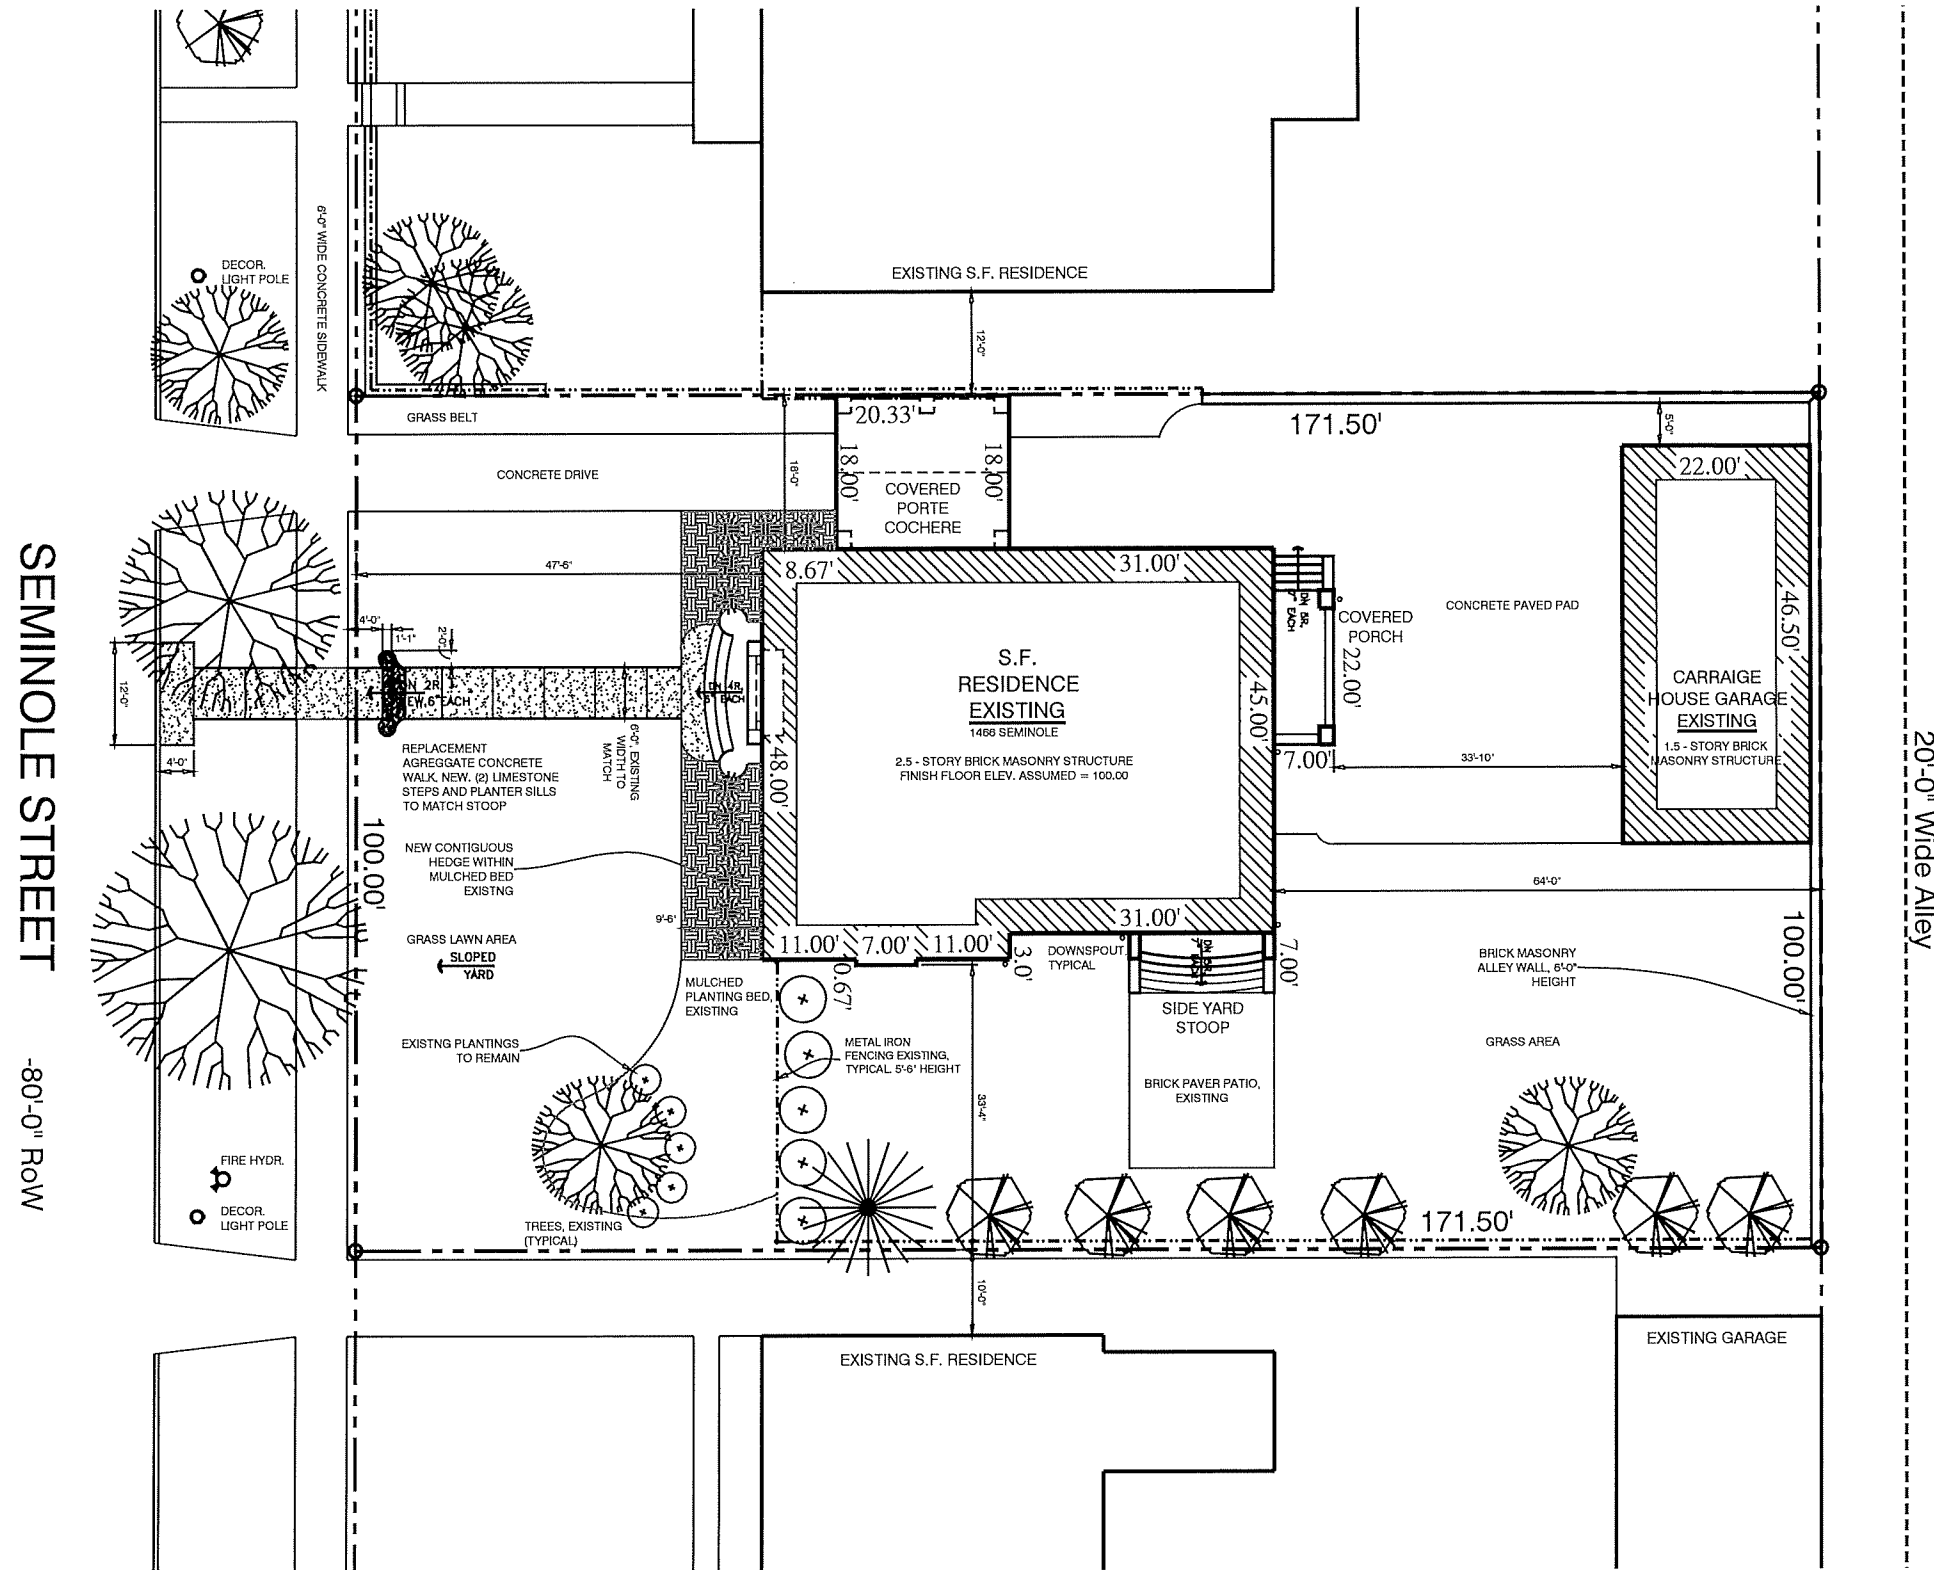 EXISTING S.F. RESIDENCE
6'-0" WIDE CONCRETE SIDEWALK
DECOR.
LIGHT POLE
12'-0"
GRASS BELT
20.33'
171.50'
5'-0"
CONCRETE DRIVE
18'-0"
18.00'
18.00'
COVERED
PORTE
COCHERE
22.00'
47'-6"
8.67'
31.00'
COVERED
PORCH
CONCRETE PAVED PAD
46.50'
4'-0"
1'-1"
2'-0"
12'-0"
4'-0"
S.F.
RESIDENCE
EXISTING
1466 SEMINOLE
2.5 - STORY BRICK MASONRY STRUCTURE
FINISH FLOOR ELEV. ASSUMED = 100.00
DN 5R.
7" EACH
22.00'
45.00'
7.00'
33'-10"
CARRAIGE
HOUSE GARAGE
EXISTING
1.5 - STORY BRICK
MASONRY STRUCTURE
DN 4R.
6" EACH
2R
EW.6" EACH
REPLACEMENT
AGREGGATE CONCRETE
WALK. NEW. (2) LIMESTONE
STEPS AND PLANTER SILLS
TO MATCH STOOP
6'-0", EXISTING
WIDTH TO
MATCH
48.00'
SEMINOLE STREET -80'-0" RoW
20'-0" Wide Alley
100.00'
NEW CONTIGUOUS
HEDGE WITHIN
MULCHED BED
EXISTNG
9'-6"
64'-0"
GRASS LAWN AREA
SLOPED
YARD
11.00'
7.00'
11.00'
31.00'
3.0'
0.67'
DOWNSPOUT.
TYPICAL
7.00'
BRICK MASONRY
ALLEY WALL, 6'-0"
HEIGHT
100.00'
MULCHED
PLANTING BED,
EXISTING
SIDE YARD
STOOP
EXISTNG PLANTINGS
TO REMAIN
METAL IRON
FENCING EXISTING,
TYPICAL. 5'-6" HEIGHT
GRASS AREA
BRICK PAVER PATIO,
EXISTING
33'-4"
FIRE HYDR.
DECOR.
LIGHT POLE
TREES, EXISTING
(TYPICAL)
171.50'
10'-0"
EXISTING S.F. RESIDENCE
EXISTING GARAGE